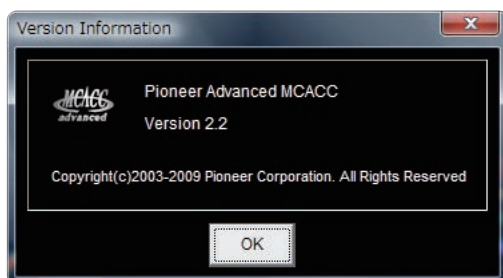 Version Information
MCACC
advanced
Pioneer Advanced MCACC
Version 2.2
Copyright(c)2003-2009 Pioneer Corporation. All Rights Reserved
OK